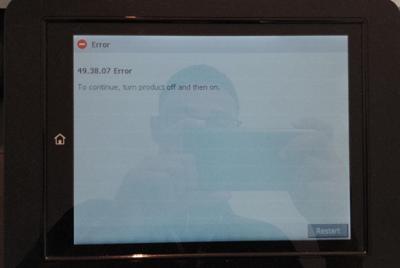 Error
49.38.07 Error
To continue, turn product off and then on.
Restart